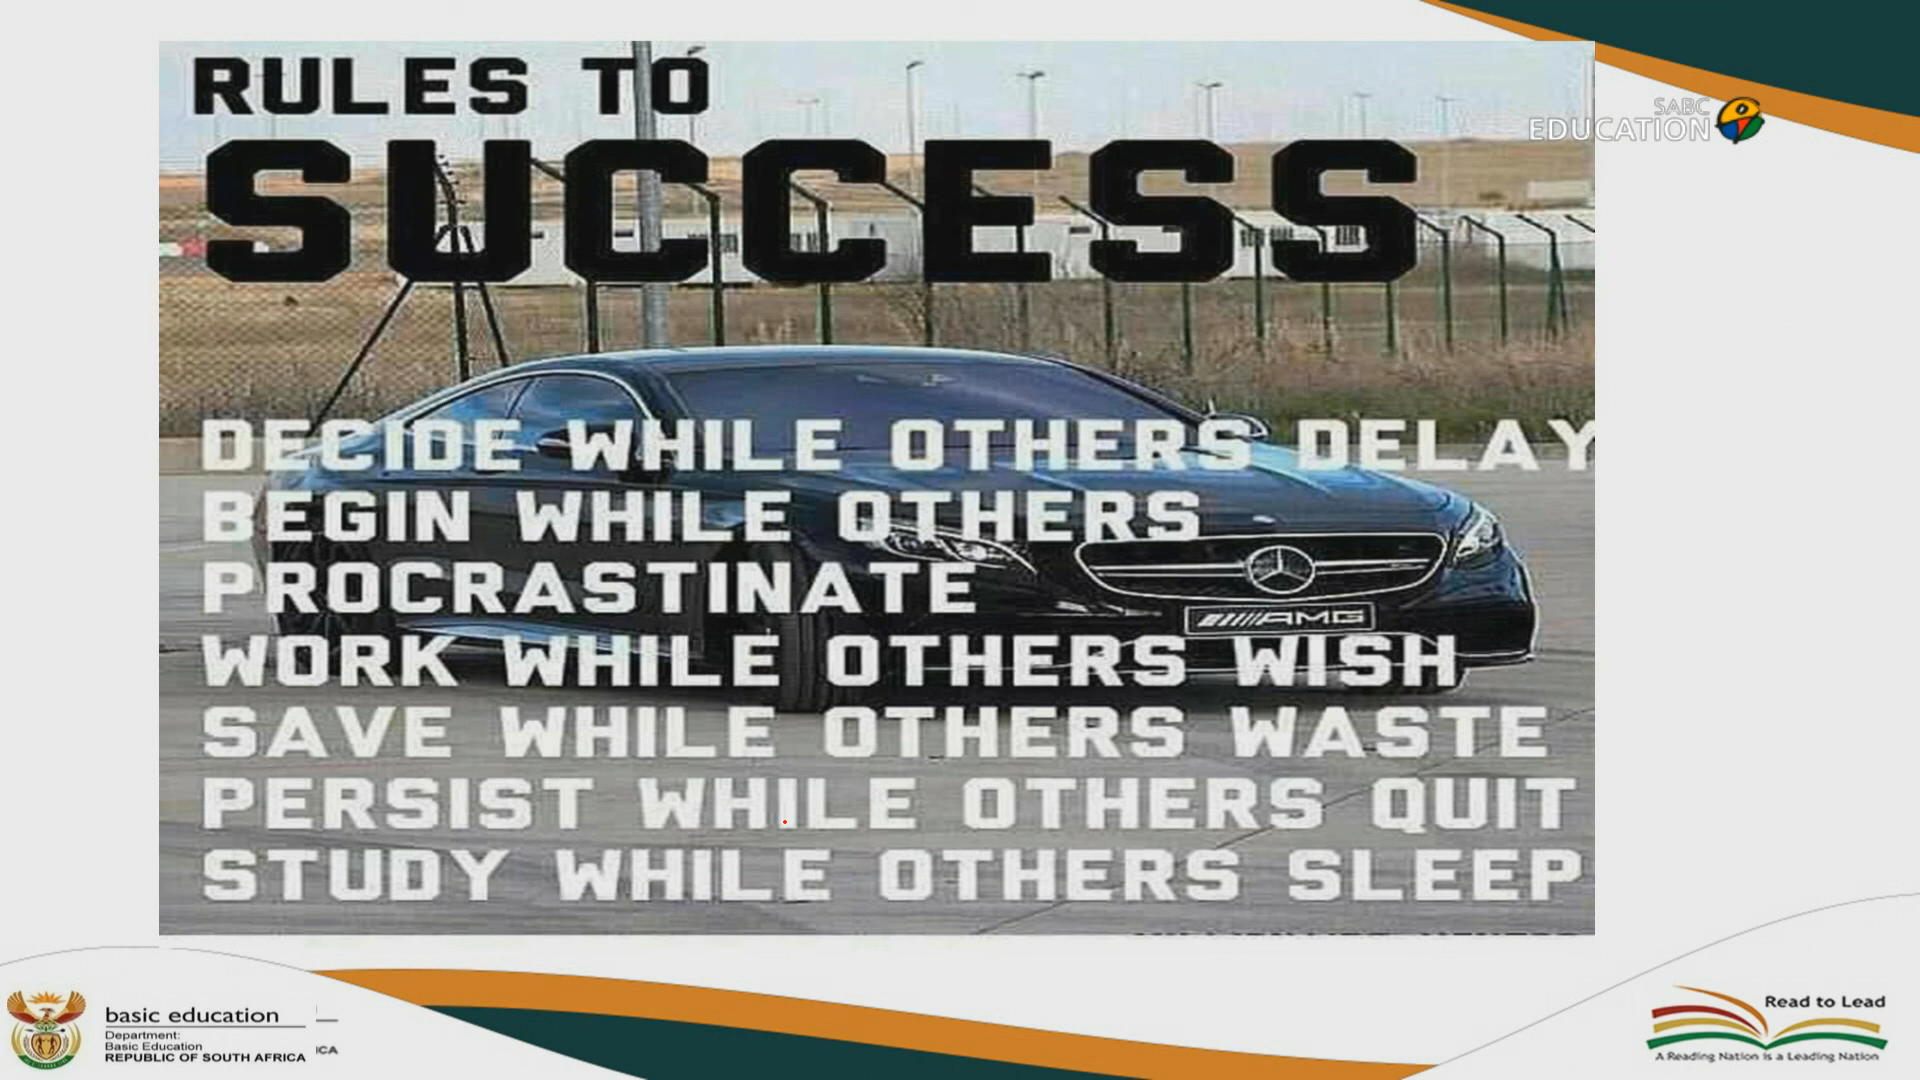 RULES TO
SUCCESS
SABC
EDUCATION
DECIDE WHILE OTHERS DELAY
BEGIN WHILE OTHERS
PROCRASTINATE
AMG
WORK WHILE OTHERS WISH
SAVE WHILE OTHERS WASTE
PERSIST WHILE OTHERS QUIT
STUDY WHILE OTHERS SLEEP
basic education
Department:
Basic Education
REPUBLIC OF SOUTH AFRICA
ICA
Read to Lead
A Reading Nation is a Leading Nation